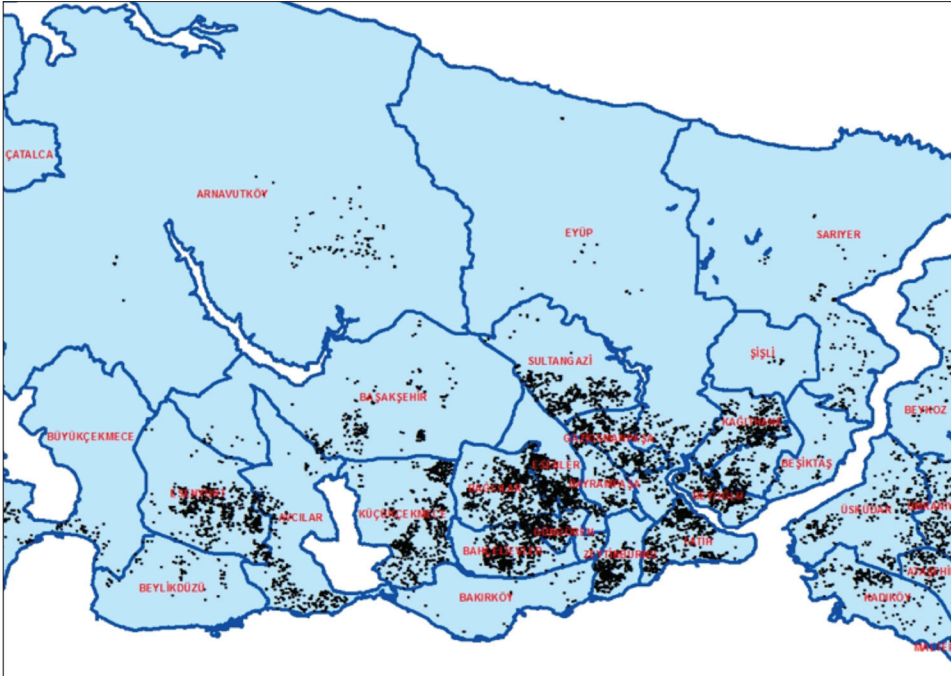 ÇATALCA
ARNAVUTKÖY
EYÜP
SARIYER
SULTANGAZİ
ŞİŞLİ
BAŞAKŞEHİR
BEYKOZ
KAĞITHANE
BÜYÜKÇEKMECE
GAZİOSMANPAŞA
BEŞİKTAŞ
ESENLER
BAĞCILAR
BAYRAMPAŞA
ESENYURT
BEYOĞLU
AVCILAR
KÜÇÜKÇEKMECE
ÜSKÜDAR
GÜNGÖREN
FATİH
BAHÇELİEVLER
ZEYTİNBURNU
BEYLİKDÜZÜ
BAKIRKÖY
KADIKÖY